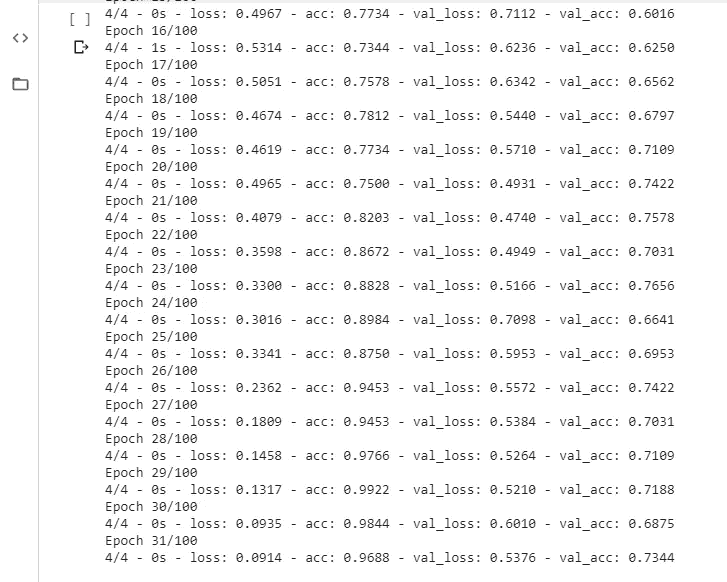 4/4 - 0s - loss: 0.4967 - acc: 0.7734 - val_loss: 0.7112 - val_acc: 0.6016
Epoch 16/100
4/4 - 1s - loss: 0.5314 - acc: 0.7344 - val_loss: 0.6236 - val_acc: 0.6250
Epoch 17/100
4/4 - 0s - loss: 0.5051 - acc: 0.7578 - val_loss: 0.6342 - val_acc: 0.6562
Epoch 18/100
4/4 - 0s - loss: 0.4674 - acc: 0.7812 - val_loss: 0.5440 - val_acc: 0.6797
Epoch 19/100
4/4 - 0s - loss: 0.4619 - acc: 0.7734 - val_loss: 0.5710 - val_acc: 0.7109
Epoch 20/100
4/4 - 0s - loss: 0.4965 - acc: 0.7500 - val_loss: 0.4931 - val_acc: 0.7422
Epoch 21/100
4/4 - 0s - loss: 0.4079 - acc: 0.8203 - val_loss: 0.4740 - val_acc: 0.7578
Epoch 22/100
4/4 - 0s - loss: 0.3598 - acc: 0.8672 - val_loss: 0.4949 - val_acc: 0.7031
Epoch 23/100
4/4 - 0s - loss: 0.3300 - acc: 0.8828 - val_loss: 0.5166 - val_acc: 0.7656
Epoch 24/100
4/4 - 0s - loss: 0.3016 - acc: 0.8984 - val_loss: 0.7098 - val_acc: 0.6641
Epoch 25/100
4/4 - 0s - loss: 0.3341 - acc: 0.8750 - val_loss: 0.5953 - val_acc: 0.6953
Epoch 26/100
4/4 - 0s - loss: 0.2362 - acc: 0.9453 - val_loss: 0.5572 - val_acc: 0.7422
Epoch 27/100
4/4 - 0s - loss: 0.1809 - acc: 0.9453 - val_loss: 0.5384 - val_acc: 0.7031
Epoch 28/100
4/4 - 0s - loss: 0.1458 - acc: 0.9766 - val_loss: 0.5264 - val_acc: 0.7109
Epoch 29/100
4/4 - 0s - loss: 0.1317 - acc: 0.9922 - val_loss: 0.5210 - val_acc: 0.7188
Epoch 30/100
4/4 - 0s - loss: 0.0935 - acc: 0.9844 - val_loss: 0.6010 - val_acc: 0.6875
Epoch 31/100
4/4 - 0s - loss: 0.0914 - acc: 0.9688 - val_loss: 0.5376 - val_acc: 0.7344